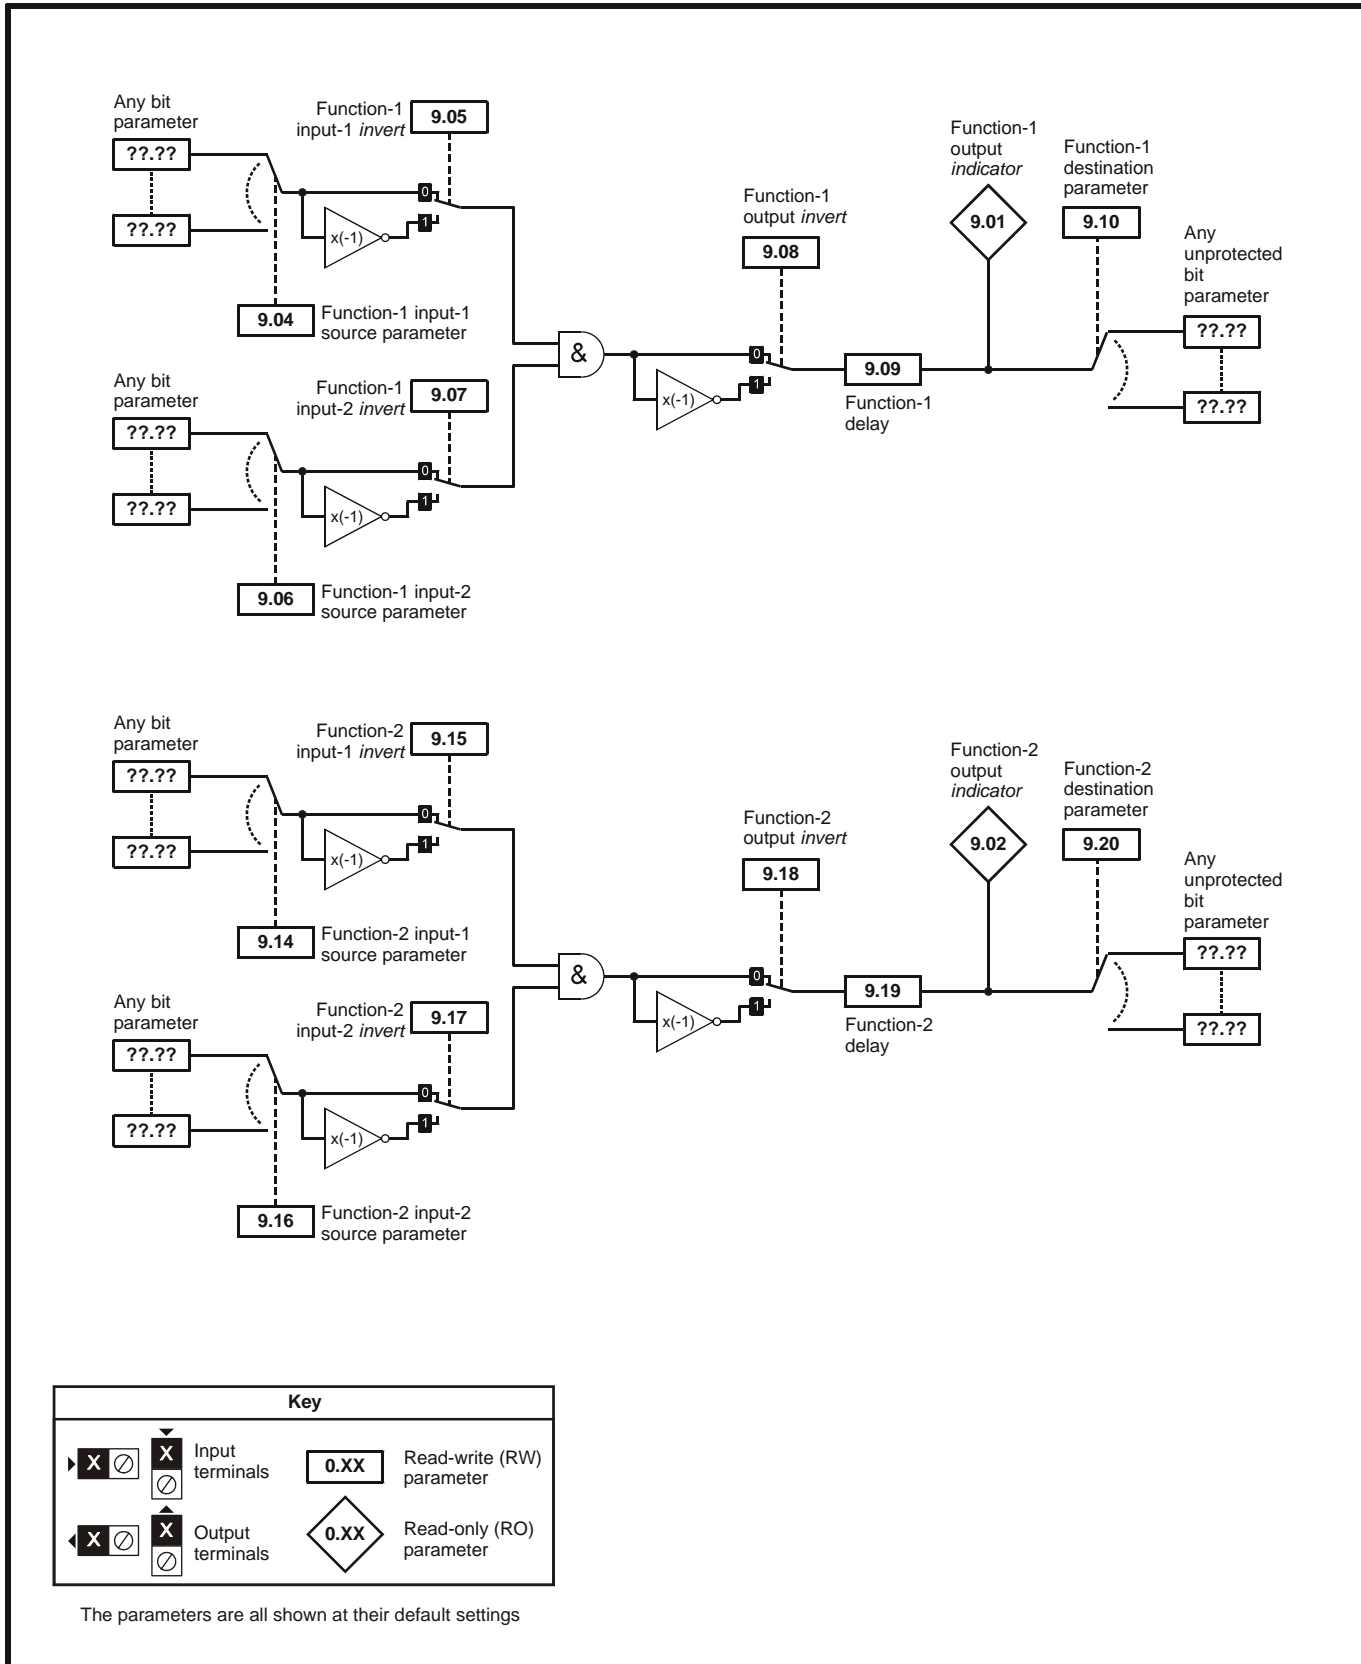 Any bit
parameter
??.??
??.??
Function-1
input-1 invert
9.05
0
1
x(-1)
9.04
Function-1 input-1
source parameter
Any bit
parameter
??.??
??.??
Function-1
input-2 invert
9.07
0
1
x(-1)
9.06
Function-1 input-2
source parameter
&
Function-1
output invert
9.08
0
1
x(-1)
9.09
Function-1
delay
Function-1
output
indicator
9.01
Function-1
destination
parameter
9.10
Any
unprotected
bit
parameter
??.??
??.??
Any bit
parameter
??.??
??.??
Function-2
input-1 invert
9.15
0
1
x(-1)
9.14
Function-2 input-1
source parameter
Any bit
parameter
??.??
??.??
Function-2
input-2 invert
9.17
0
1
x(-1)
9.16
Function-2 input-2
source parameter
&
Function-2
output invert
9.18
0
1
x(-1)
9.19
Function-2
delay
Function-2
output
indicator
9.02
Function-2
destination
parameter
9.20
Any
unprotected
bit
parameter
??.??
??.??
Key
X
X
Input
terminals
0.XX
Read-write (RW)
parameter
X
X
Output
terminals
0.XX
Read-only (RO)
parameter
The parameters are all shown at their default settings